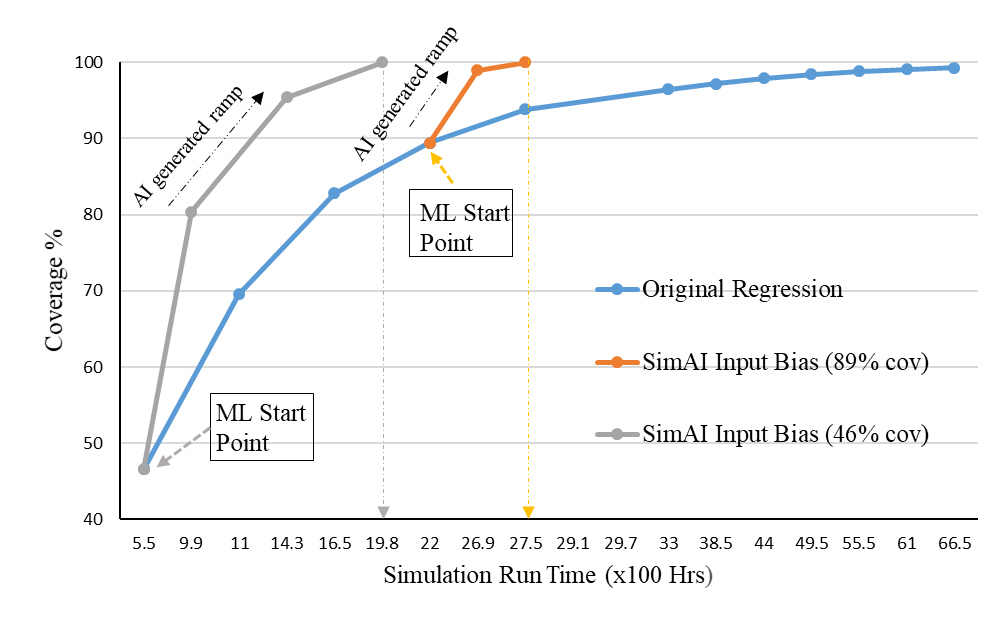 100
90
80
70
60
50
40
Coverage %
AI generated ramp
AI generated ramp
ML Start
Point
ML Start
Point
Original Regression
SimAI Input Bias (89% cov)
SimAI Input Bias (46% cov)
5.5 9.9 11 14.3 16.5 19.8 22 26.9 27.5 29.1 29.7 33 38.5 44 49.5 55.5 61 66.5
Simulation Run Time (x100 Hrs)